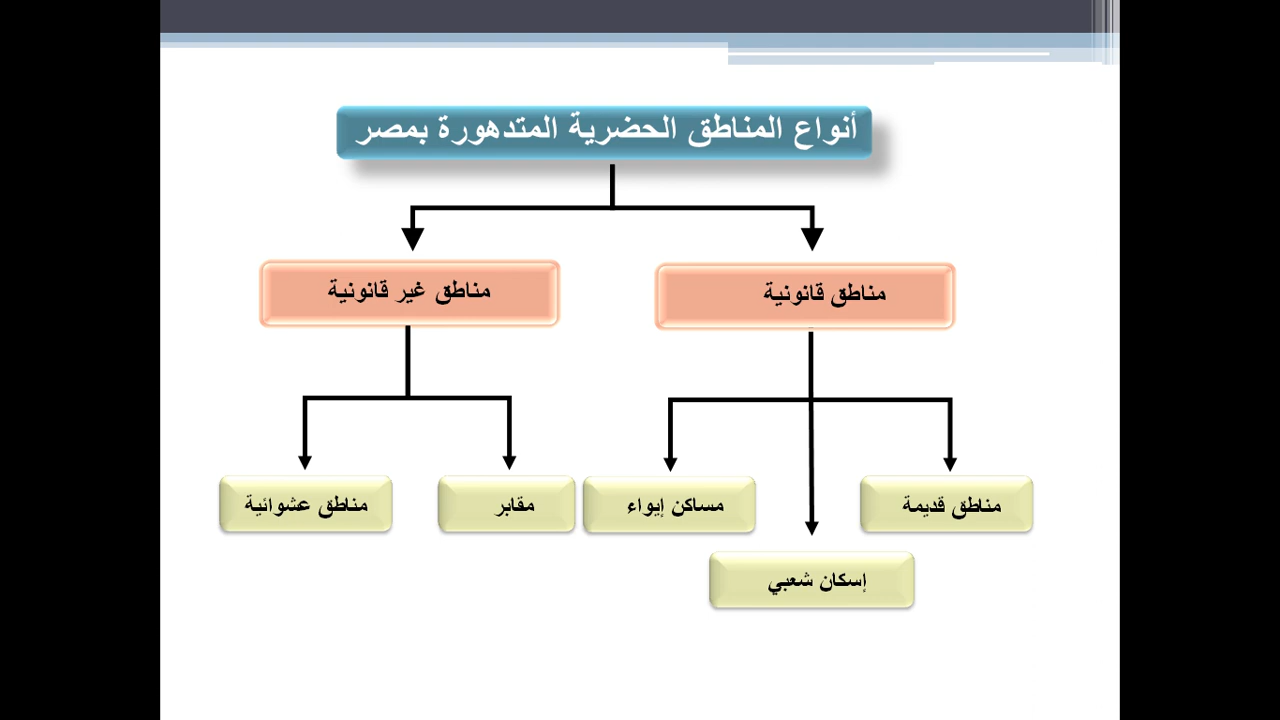 أنواع المناطق الحضرية المتدهورة بمصر
مناطق قانونية
مناطق غير قانونية
مناطق قديمة
مساكن إيواء
مقابر
مناطق عشوائية
إسكان شعبي